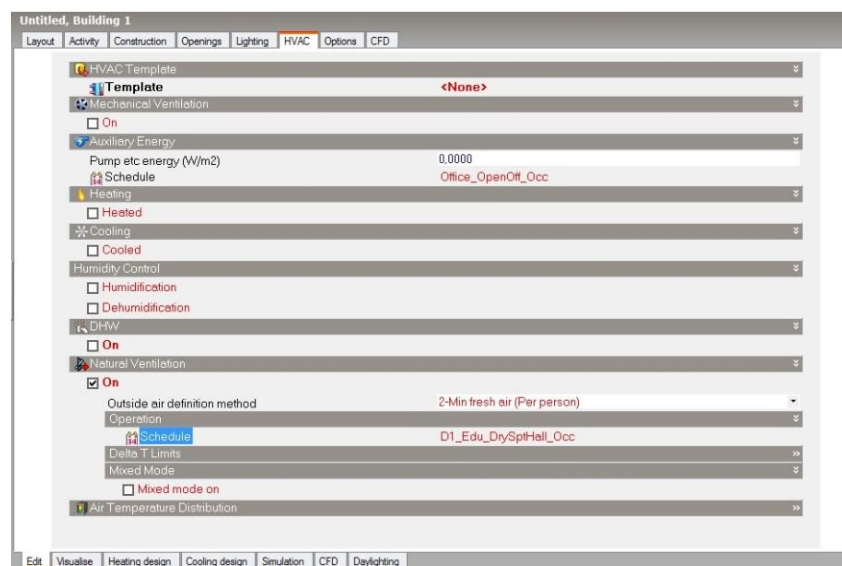 Untitled, Building 1
Layout Activity Construction Openings Lighting HVAC Options CFD
HVAC Template
Template <None>
Mechanical Ventilation
On
Auxiliary Energy
Pump etc energy (W/m2) 0,0000
Schedule Office_OpenOff_Occ
Heating
Heated
Cooling
Cooled
Humidity Control
Humidification
Dehumidification
DHW
On
Natural Ventilation
On
Outside air definition method 2-Min fresh air (Per person)
Operation
Schedule D1_Edu_DrySptHall_Occ
Delta T Limits
Mixed Mode
Mixed mode on
Air Temperature Distribution
Edit Visualise Heating design Cooling design Simulation CFD Daylighting